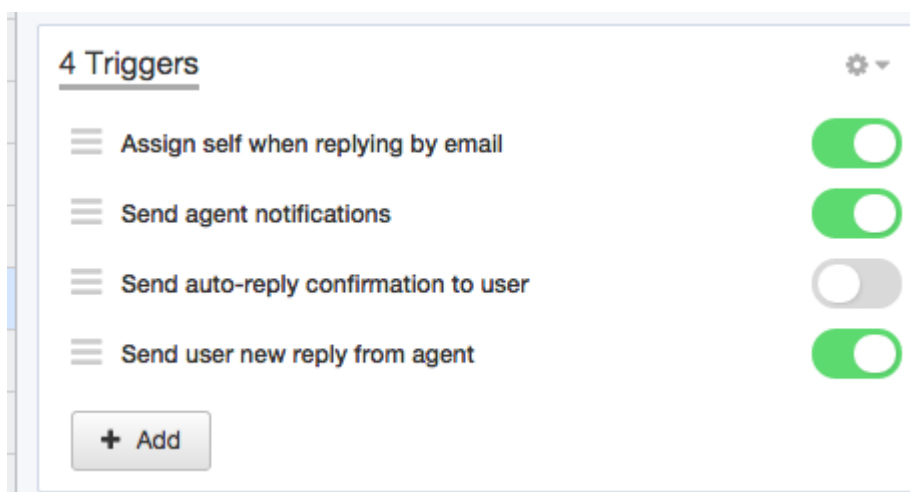 4 Triggers
Assign self when replying by email
Send agent notifications
Send auto-reply confirmation to user
Send user new reply from agent
+ Add